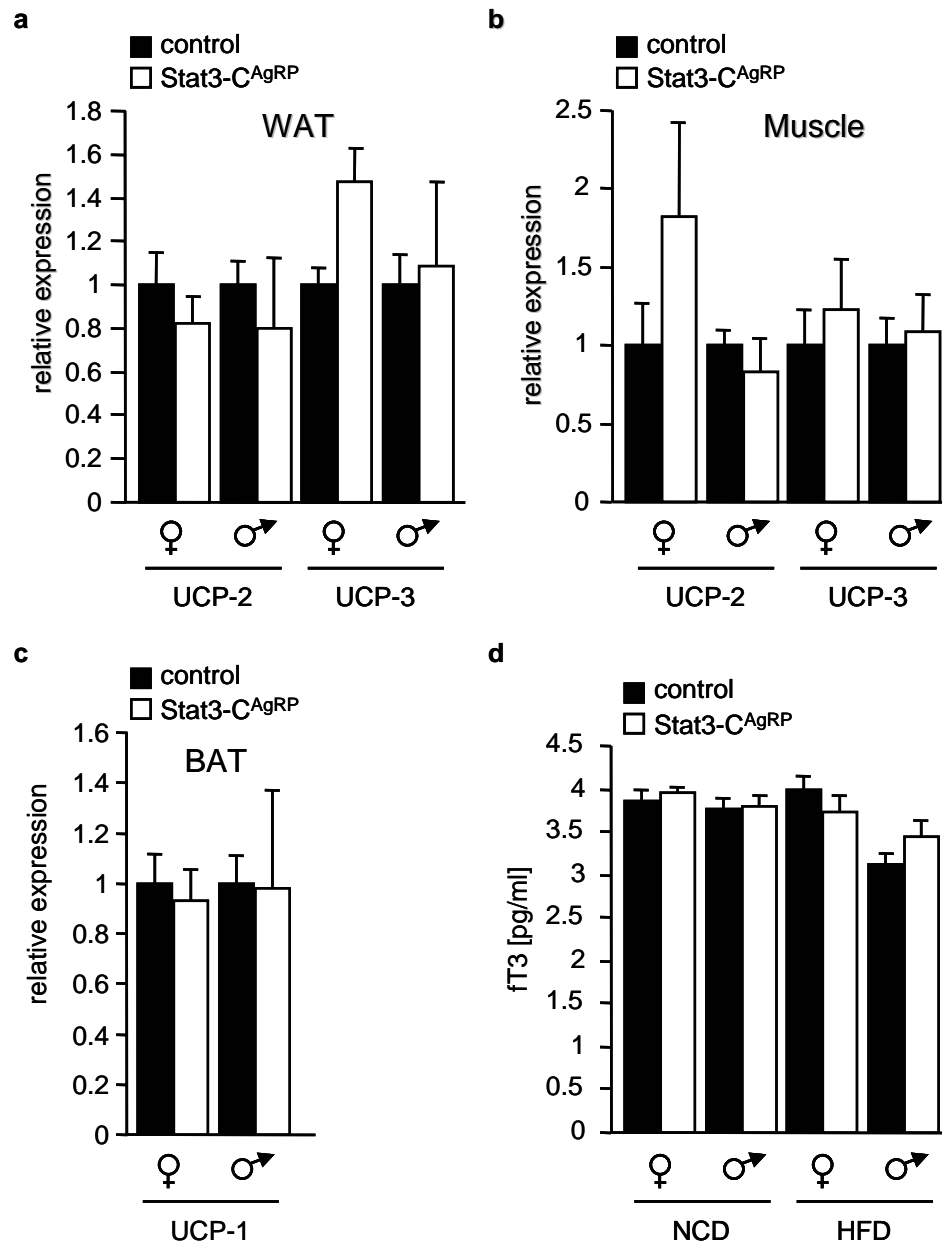 a
control
Stat3-C^AgRP
WAT
relative expression
1.8
1.6
1.4
1.2
1
0.8
0.6
0.4
0.2
0
♀ ♂ ♀ ♂
UCP-2 UCP-3
b
control
Stat3-C^AgRP
Muscle
relative expression
2.5
2
1.5
1
0.5
0
♀ ♂ ♀ ♂
UCP-2 UCP-3
c
control
Stat3-C^AgRP
BAT
relative expression
1.6
1.4
1.2
1
0.8
0.6
0.4
0.2
0
♀ ♂
UCP-1
d
control
Stat3-C^AgRP
fT3 [pg/ml]
4.5
4
3.5
3
2.5
2
1.5
1
0.5
0
♀ ♂ ♀ ♂
NCD HFD